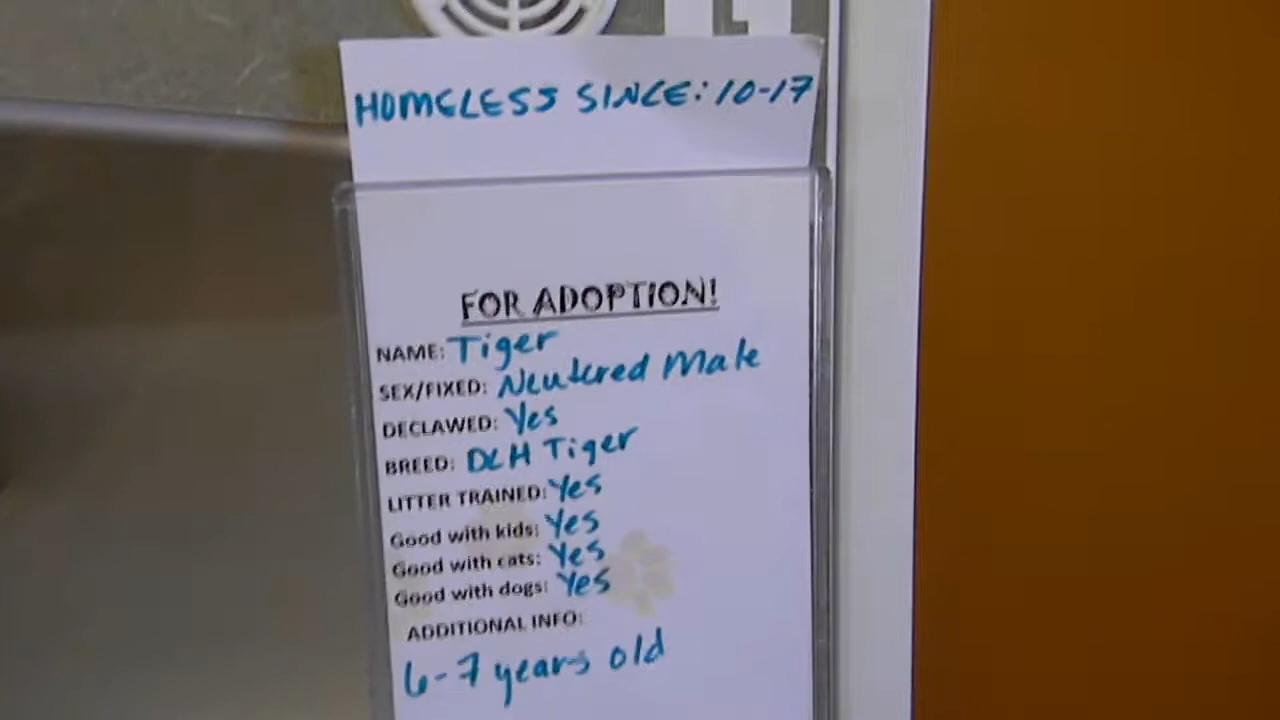 HOMELESS SINCE: 10-17
FOR ADOPTION!
NAME: Tiger
SEX/FIXED: Neutered Male
DECLAWED: Yes
BREED: DLH Tiger
LITTER TRAINED: Yes
Good with kids: Yes
Good with cats: Yes
Good with dogs: Yes
ADDITIONAL INFO:
6-7 years old